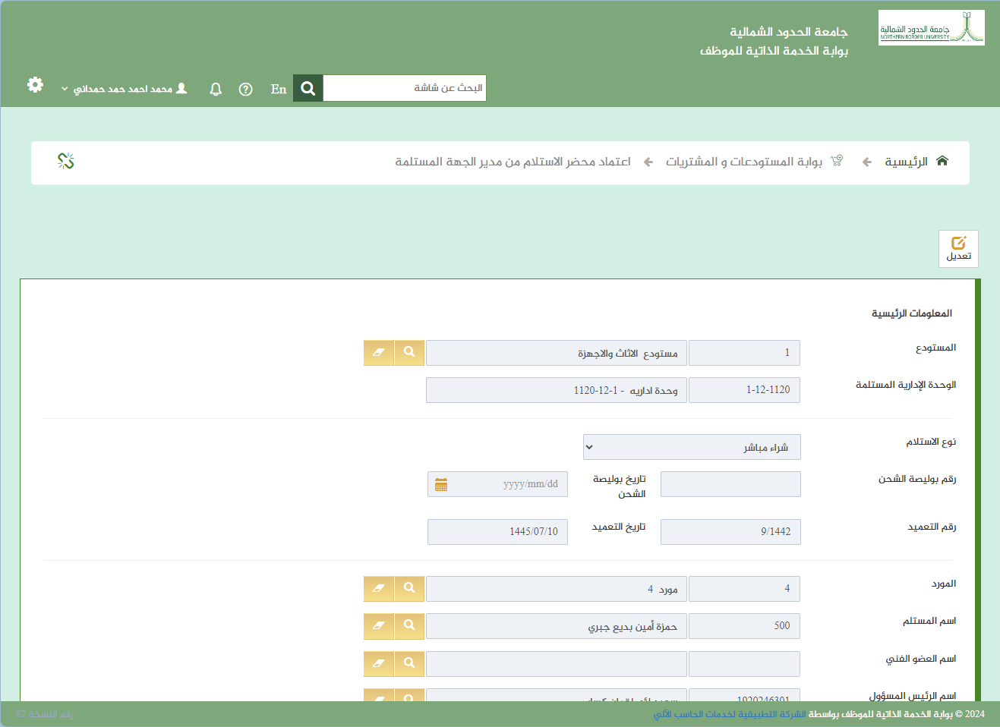 جامعة الحدود الشمالية
NORTHERN BORDER UNIVERSITY
جامعة الحدود الشمالية
بوابة الخدمة الذاتية للموظف
البحث عن شاشة
En
محمد احمد حمد حمداني
الرئيسية
بوابة المستودعات و المشتريات
اعتماد محضر الاستلام من مدير الجهة المستلمة
تعديل
المعلومات الرئيسية
المستودع 1 مستودع الاثاث والاجهزة
الوحدة الإدارية المستلمة 1-12-1120 وحدة اداريه - 1-12-1120
نوع الاستلام شراء مباشر
رقم بوليصة الشحن تاريخ بوليصة الشحن yyyy/mm/dd
رقم التعميد 9/1442 تاريخ التعميد 1445/07/10
المورد 4 مورد 4
اسم المستلم 500 حمزة أمين بديع جبري
اسم العضو الفني
اسم الرئيس المسؤول 1920246301
2024 © بوابة الخدمة الذاتية للموظف بواسطة الشركة التطبيقية لخدمات الحاسب الآلي
رقم النسخة 62